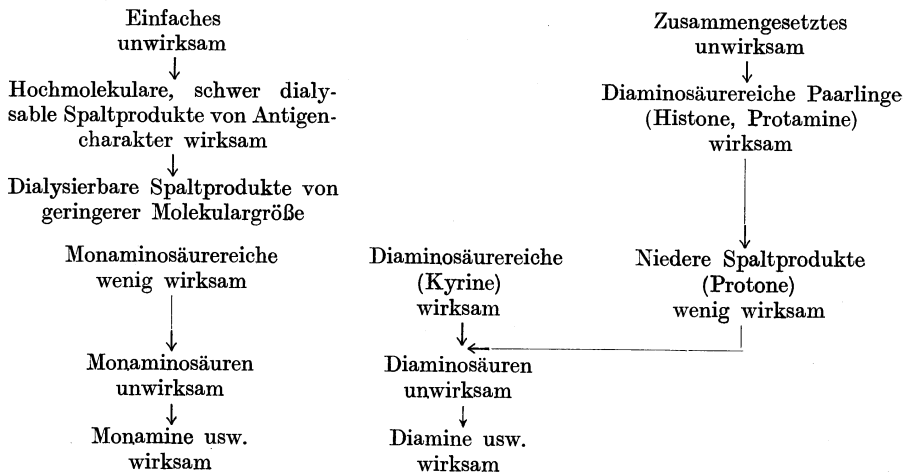 Einfaches
unwirksam
Hochmolekulare, schwer dialy-
sable Spaltprodukte von Antigen-
charakter wirksam
Dialysierbare Spaltprodukte von
geringerer Molekulargröße
Monaminosäurereiche
wenig wirksam
Monaminosäuren
unwirksam
Monamine usw.
wirksam
Diaminosäurereiche
(Kyrine)
wirksam
Diaminosäuren
unwirksam
Diamine usw.
wirksam
Zusammengesetztes
unwirksam
Diaminosäurereiche Paarlinge
(Histone, Protamine)
wirksam
Niedere Spaltprodukte
(Protone)
wenig wirksam